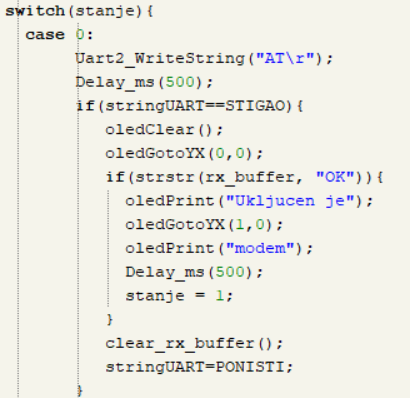 switch(stanje){
case 0:
Uart2_WriteString("AT\r");
Delay_ms(500);
if(stringUART==STIGAO){
oledClear();
oledGotoYX(0,0);
if(strstr(rx_buffer, "OK")){
oledPrint("Ukljucen je");
oledGotoYX(1,0);
oledPrint("modem");
Delay_ms(500);
stanje = 1;
}
clear_rx_buffer();
stringUART=PONISTI;
}